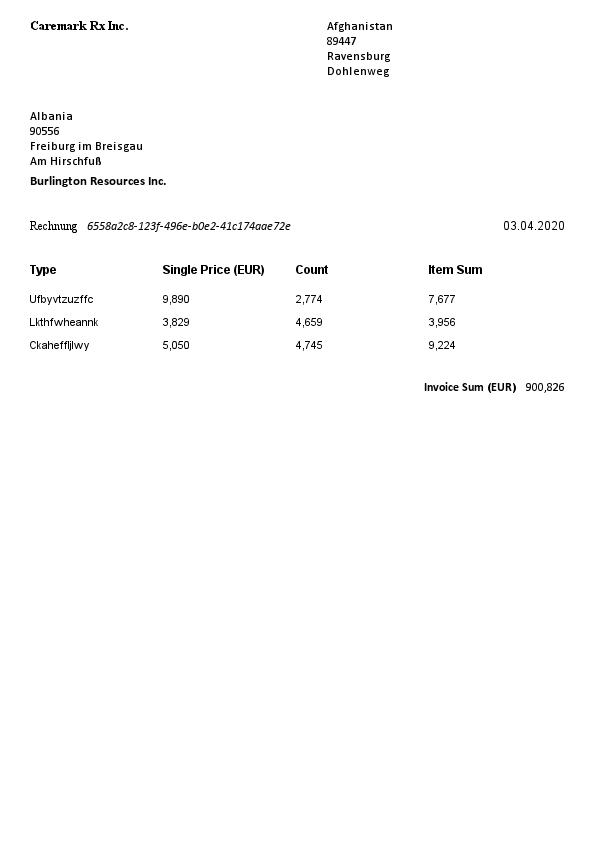 Caremark Rx Inc.
Afghanistan
89447
Ravensburg
Dohlenweg
Albania
90556
Freiburg im Breisgau
Am Hirschfuß
Burlington Resources Inc.
Rechnung 6558a2c8-123f-496e-b0e2-41c174aae72e 03.04.2020
Type Single Price (EUR) Count Item Sum
Ufbyvtzuzffc 9,890 2,774 7,677
Lkthfwheannk 3,829 4,659 3,956
Ckaheffljlwy 5,050 4,745 9,224
Invoice Sum (EUR) 900,826